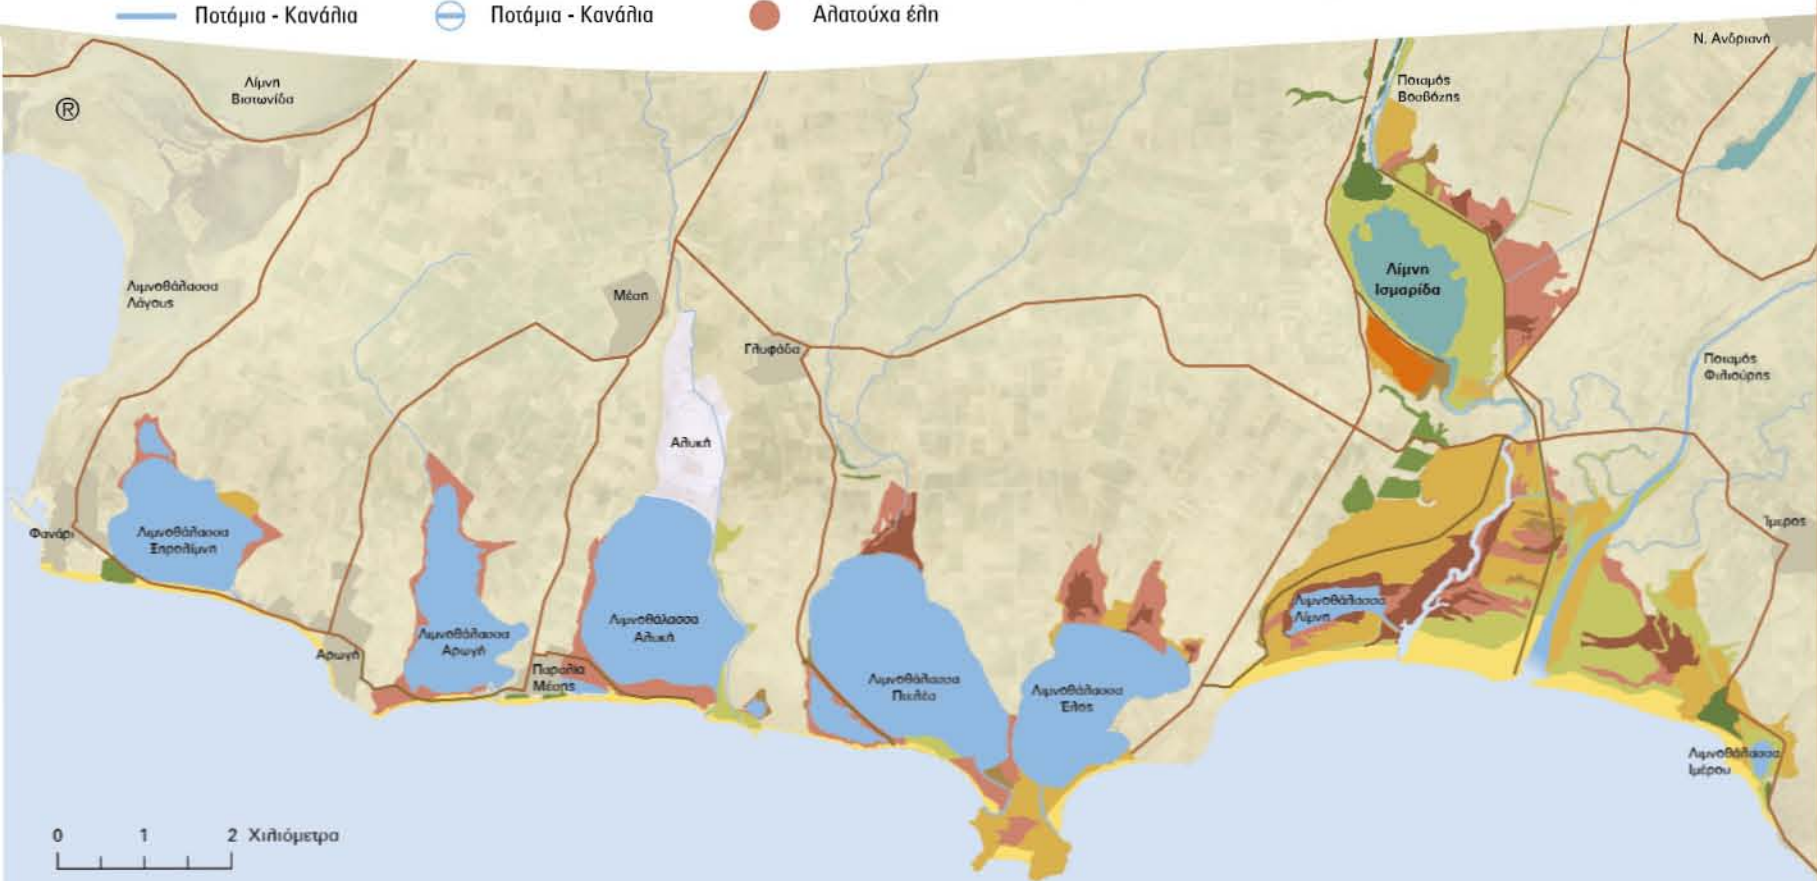 Ποτάμια - Κανάλια
Ποτάμια - Κανάλια
Αλατούχα έλη
Ν. Ανδριανή
Λίμνη
Βιστωνίδα
®
Ποταμός
Βοσβόζης
Λίμνη
Ισμαρίδα
Λιμνοθάλασσα
Λάγους
Μέση
Γλυφάδα
Ποταμός
Φιλιούρης
Αλυκή
Φανάρι
Λιμνοθάλασσα
Ξηρολίμνη
Ίμερος
Λιμνοθάλασσα
Λίμνη
Λιμνοθάλασσα
Αλυκή
Λιμνοθάλασσα
Αρωγή
Αρωγή
Παραλία
Μέσης
Λιμνοθάλασσα
Πτελέα
Λιμνοθάλασσα
Έλος
Λιμνοθάλασσα
Ιμέρου
0 1 2 Χιλιόμετρα